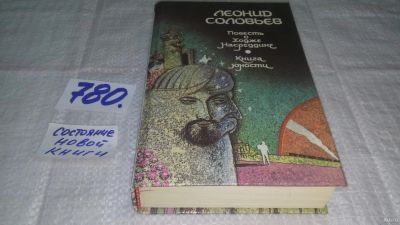 ЛЕОНИД
СОЛОВЬЕВ
Повесть
о
Ходже
Насреддине
Книга
юности
780.
СОСТОЯНИЕ
НОВОЙ
КНИГИ